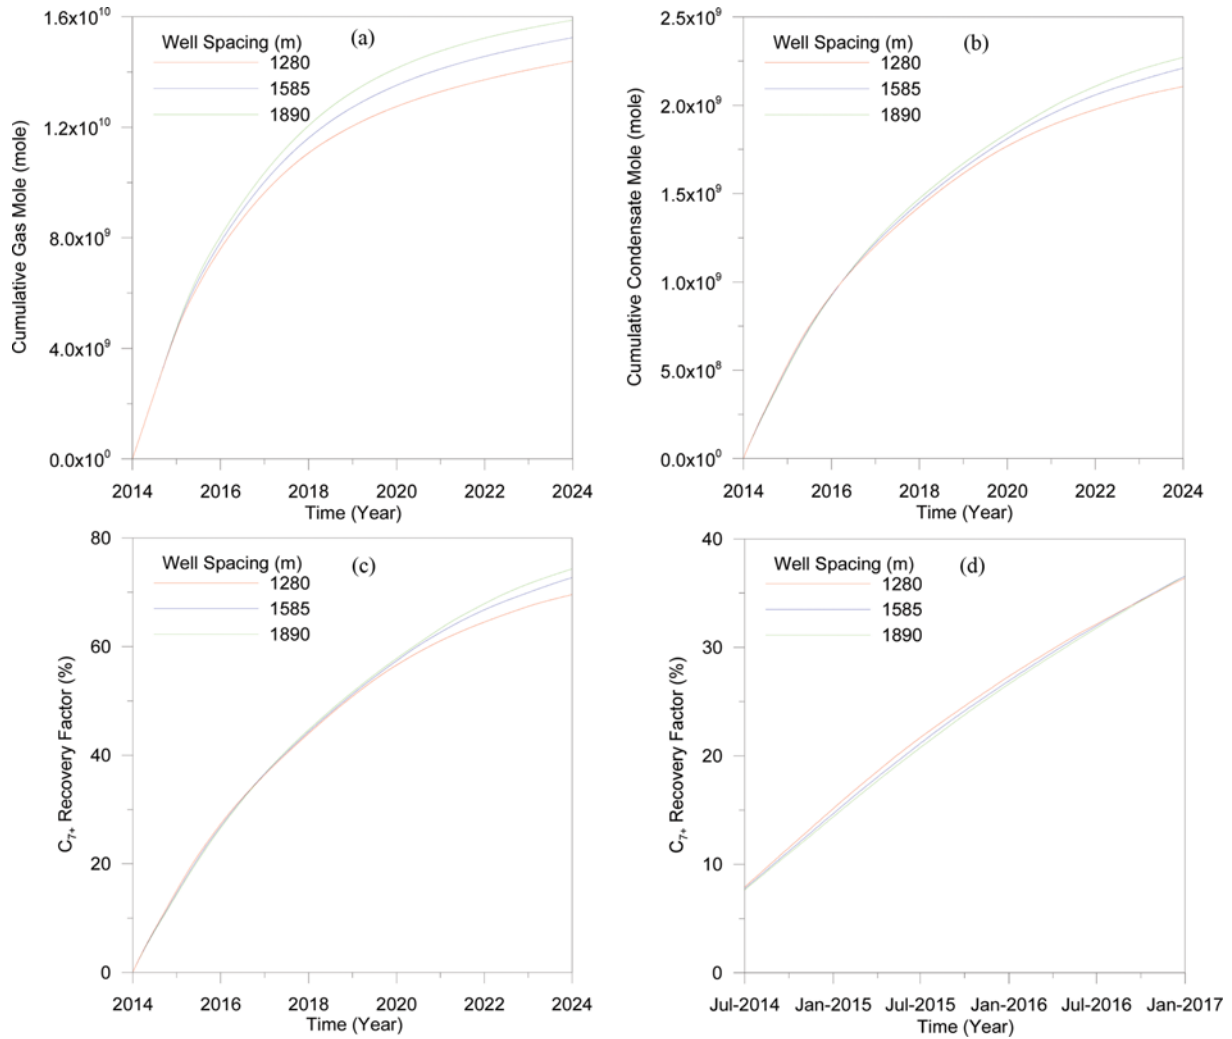 (a)
Well Spacing (m)
1280
1585
1890
Cumulative Gas Mole (mole)
1.6x10¹⁰
1.2x10¹⁰
8.0x10⁹
4.0x10⁹
0.0x10⁰
2014 2016 2018 2020 2022 2024
Time (Year)
(b)
Well Spacing (m)
1280
1585
1890
Cumulative Condensate Mole (mole)
2.5x10⁹
2.0x10⁹
1.5x10⁹
1.0x10⁹
5.0x10⁸
0.0x10⁰
2014 2016 2018 2020 2022 2024
Time (Year)
(c)
Well Spacing (m)
1280
1585
1890
C₇₊ Recovery Factor (%)
80
60
40
20
0
2014 2016 2018 2020 2022 2024
Time (Year)
(d)
Well Spacing (m)
1280
1585
1890
C₇₊ Recovery Factor (%)
40
30
20
10
0
Jul-2014 Jan-2015 Jul-2015 Jan-2016 Jul-2016 Jan-2017
Time (Year)